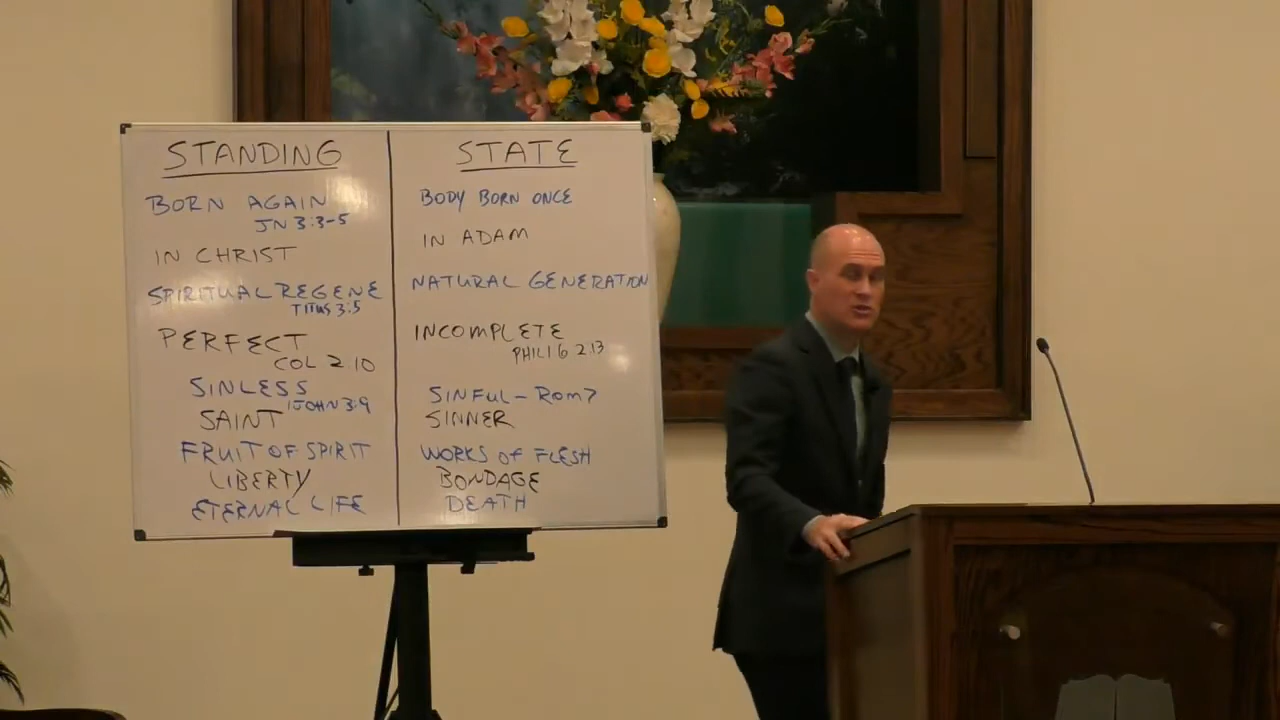 STANDING
BORN AGAIN
JN 3:3-5
IN CHRIST
SPIRITUAL REGENE
TITUS 3:5
PERFECT
COL 2 10
SINLESS
1JOHN 3:9
SAINT
FRUIT OF SPIRIT
LIBERTY
ETERNAL LIFE
STATE
BODY BORN ONCE
IN ADAM
NATURAL GENERATION
INCOMPLETE
PHIL 1:6 2:13
SINFUL - ROM 7
SINNER
WORKS OF FLESH
BONDAGE
DEATH